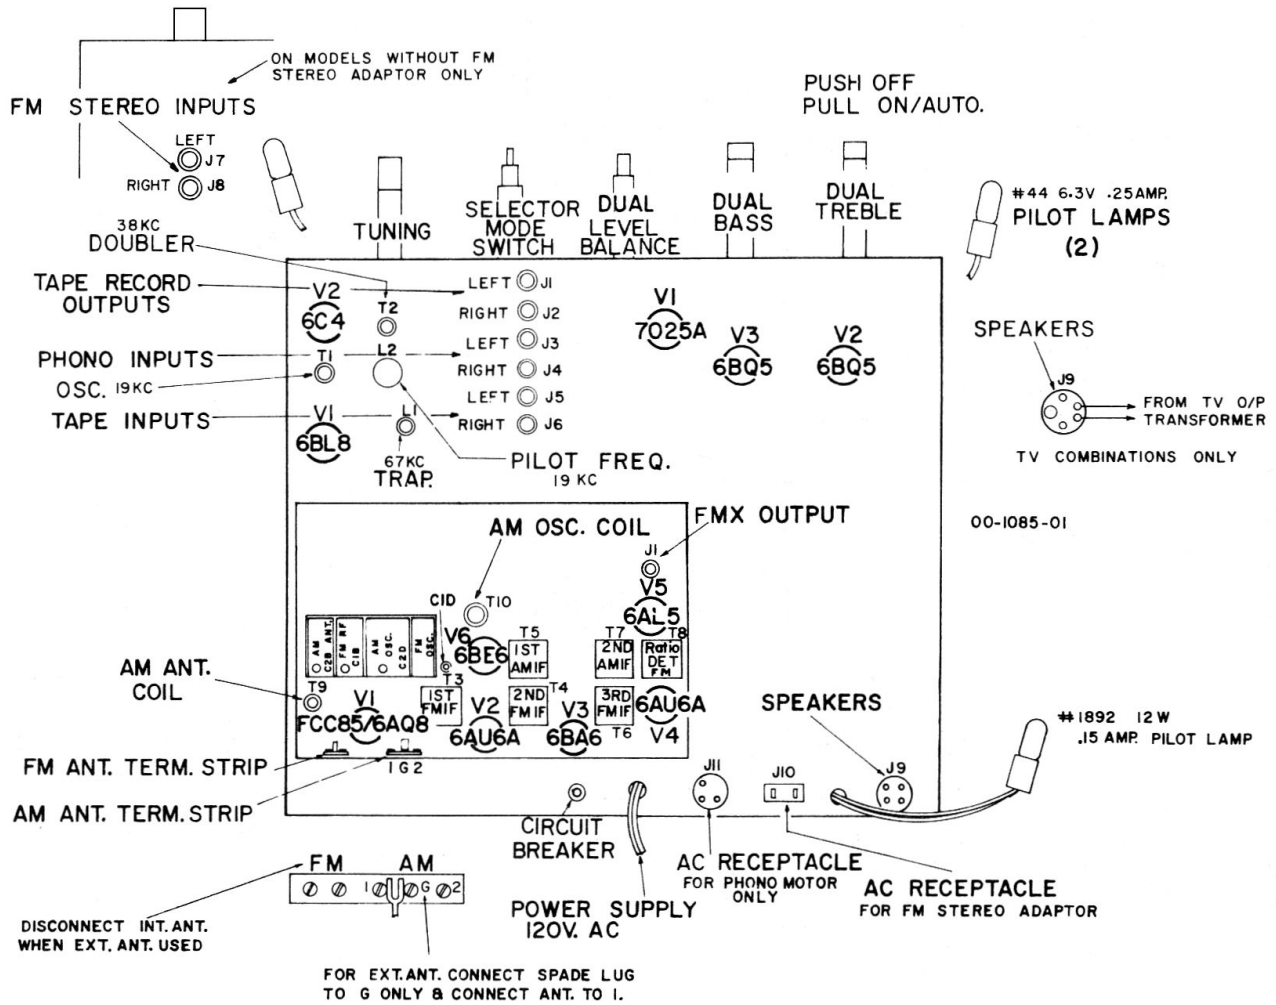 ON MODELS WITHOUT FM
STEREO ADAPTOR ONLY
FM STEREO INPUTS
LEFT
J7
RIGHT
J8
PUSH OFF
PULL ON/AUTO.
#44 6.3V .25AMP.
PILOT LAMPS
(2)
38KC
DOUBLER
TUNING
SELECTOR
MODE
SWITCH
DUAL
LEVEL
BALANCE
DUAL
BASS
DUAL
TREBLE
TAPE RECORD
OUTPUTS
V2
6C4
T2
LEFT J1
RIGHT J2
V1
7025A
V3
6BQ5
V2
6BQ5
SPEAKERS
PHONO INPUTS
T1
L2
LEFT J3
RIGHT J4
OSC. 19KC
J9
FROM TV O/P
TRANSFORMER
TAPE INPUTS
V1
6BL8
L1
LEFT J5
RIGHT J6
67KC
TRAP.
PILOT FREQ.
19 KC
TV COMBINATIONS ONLY
00-1085-01
AM OSC. COIL
FMX OUTPUT
J1
V5
6AL5
C1D
T10
AM
C2B ANT.
FM RF
C1B
AM
OSC.
C2D
FM
OSC.
V6
6BE6
T5
1ST
AMIF
T7
2ND
AMIF
T8
Ratio
DET
FM
AM ANT.
COIL
T9
V1
FCC85/6AQ8
T3
1ST
FMIF
V2
6AU6A
2ND
FMIF
T4
V3
6BA6
3RD
FMIF
T6
6AU6A
V4
SPEAKERS
#1892 12W
.15 AMP. PILOT LAMP
FM ANT. TERM. STRIP
1 G 2
AM ANT. TERM. STRIP
J11
J10
J9
CIRCUIT
BREAKER
AC RECEPTACLE
FOR PHONO MOTOR
ONLY
AC RECEPTACLE
FOR FM STEREO ADAPTOR
POWER SUPPLY
120V. AC
FM AM
1 G 2
DISCONNECT INT. ANT.
WHEN EXT. ANT. USED
FOR EXT. ANT. CONNECT SPADE LUG
TO G ONLY & CONNECT ANT. TO 1.